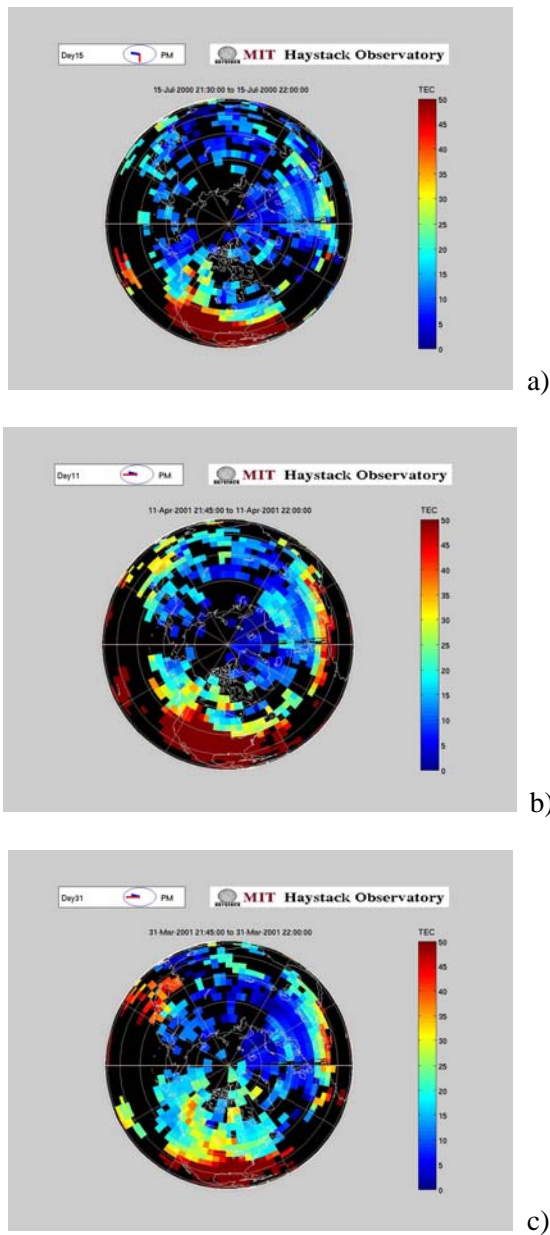 Day15 PM
HAYSTACK
MIT Haystack Observatory
15-Jul-2000 21:30:00 to 15-Jul-2000 22:00:00
TEC
50
45
40
35
30
25
20
15
10
5
0
a)
Day11 PM
HAYSTACK
MIT Haystack Observatory
11-Apr-2001 21:45:00 to 11-Apr-2001 22:00:00
TEC
50
45
40
35
30
25
20
15
10
5
0
b)
Day31 PM
HAYSTACK
MIT Haystack Observatory
31-Mar-2001 21:45:00 to 31-Mar-2001 22:00:00
TEC
50
45
40
35
30
25
20
15
10
5
0
c)